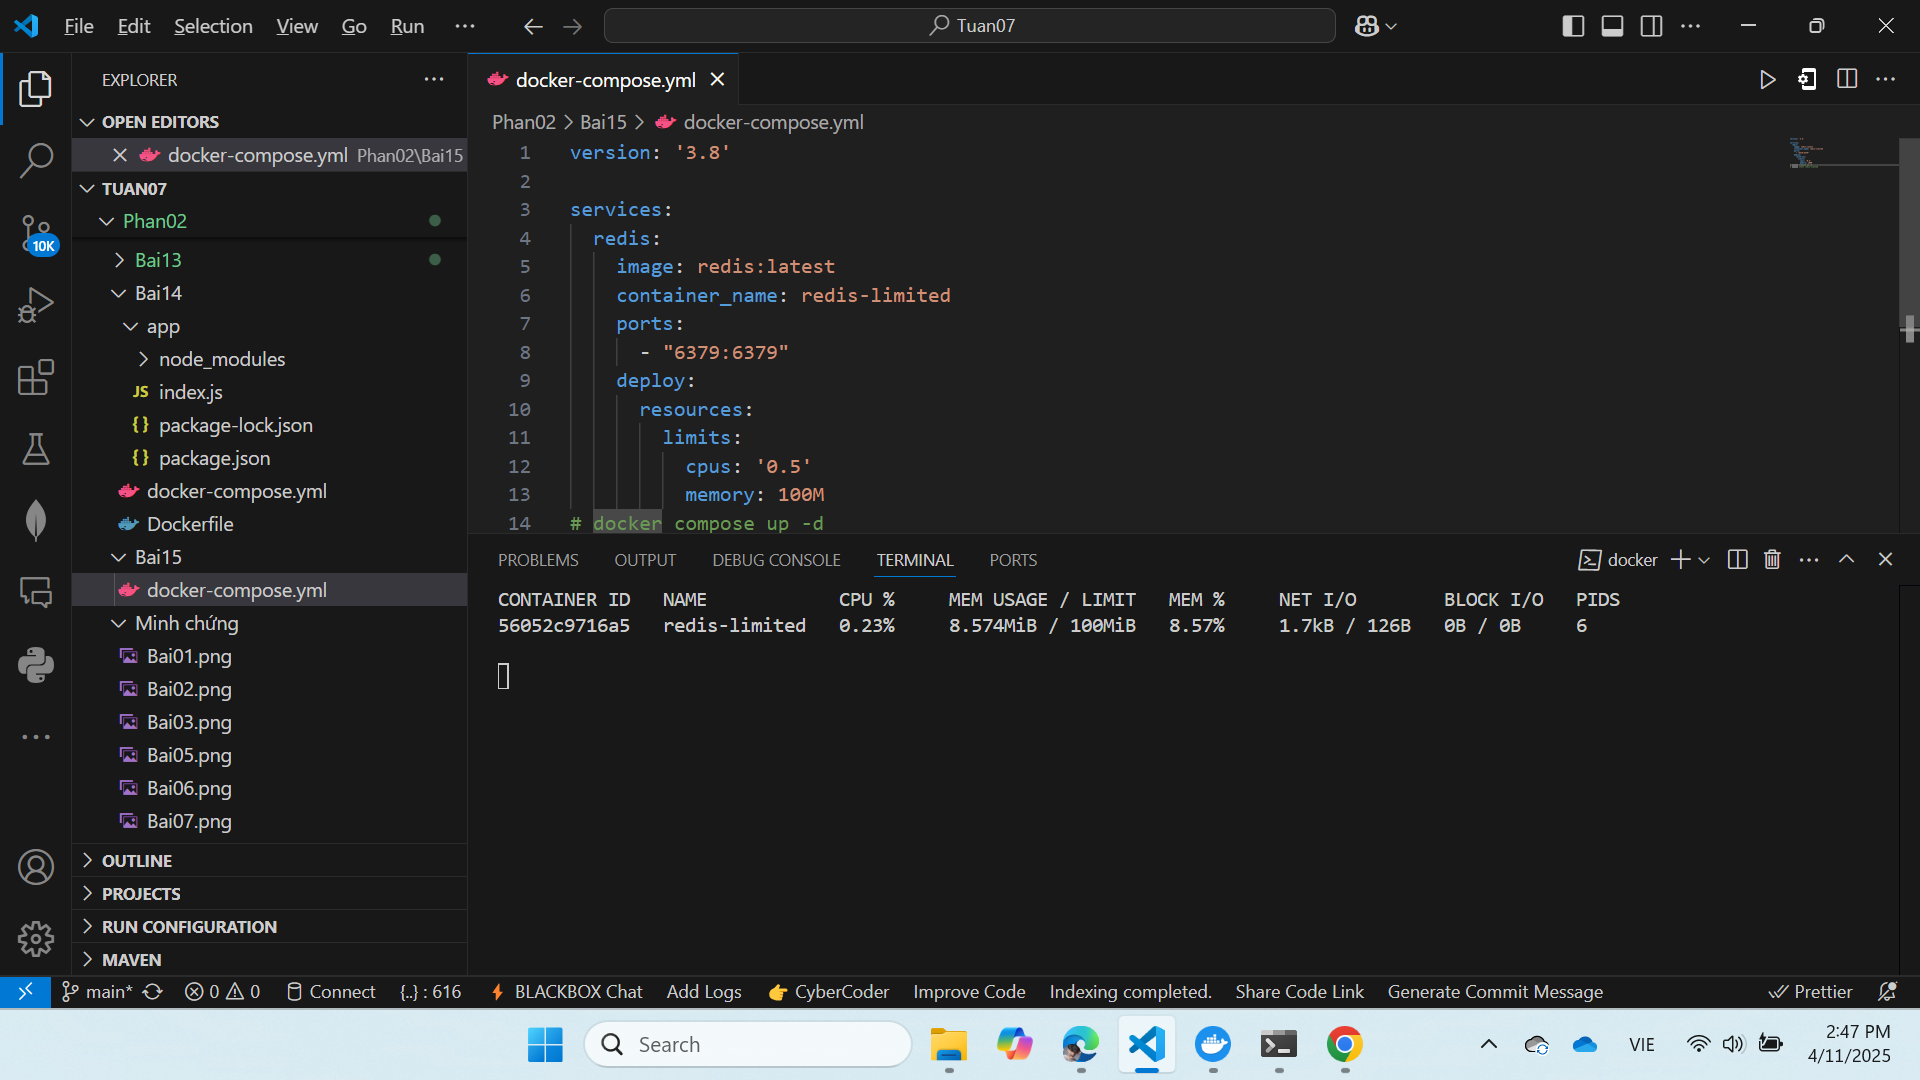 File Edit Selection View Go Run
Tuan07
EXPLORER
OPEN EDITORS
docker-compose.yml Phan02\Bai15
TUAN07
Phan02
Bai13
Bai14
app
node_modules
JS index.js
{} package-lock.json
{} package.json
docker-compose.yml
Dockerfile
Bai15
docker-compose.yml
Minh chứng
Bai01.png
Bai02.png
Bai03.png
Bai05.png
Bai06.png
Bai07.png
OUTLINE
PROJECTS
RUN CONFIGURATION
MAVEN
10K
docker-compose.yml
Phan02 > Bai15 > docker-compose.yml
1 version: '3.8'
2
3 services:
4 redis:
5 image: redis:latest
6 container_name: redis-limited
7 ports:
8 - "6379:6379"
9 deploy:
10 resources:
11 limits:
12 cpus: '0.5'
13 memory: 100M
14 # docker compose up -d
PROBLEMS OUTPUT DEBUG CONSOLE TERMINAL PORTS
docker
CONTAINER ID NAME CPU % MEM USAGE / LIMIT MEM % NET I/O BLOCK I/O PIDS
56052c9716a5 redis-limited 0.23% 8.574MiB / 100MiB 8.57% 1.7kB / 126B 0B / 0B 6
main* 0 0 Connect {..} : 616 BLACKBOX Chat Add Logs CyberCoder Improve Code Indexing completed. Share Code Link Generate Commit Message Prettier
Search
VIE
2:47 PM
4/11/2025